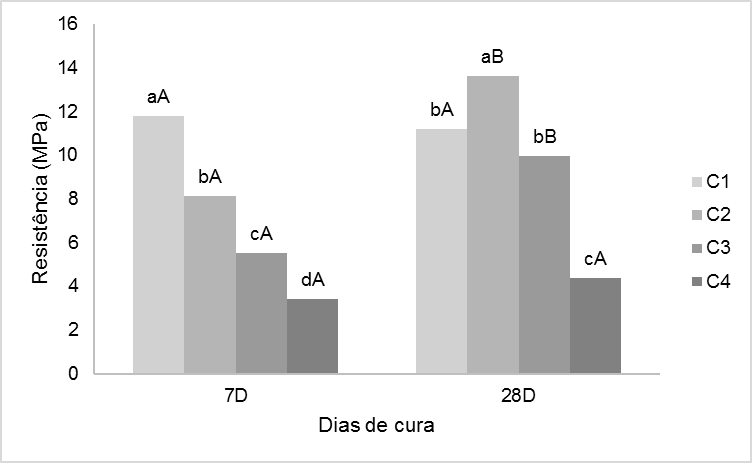 16
14
12
10
8
6
4
2
0
Resistência (MPa)
aA
bA
cA
dA
bA
aB
bB
cA
7D
28D
Dias de cura
C1
C2
C3
C4